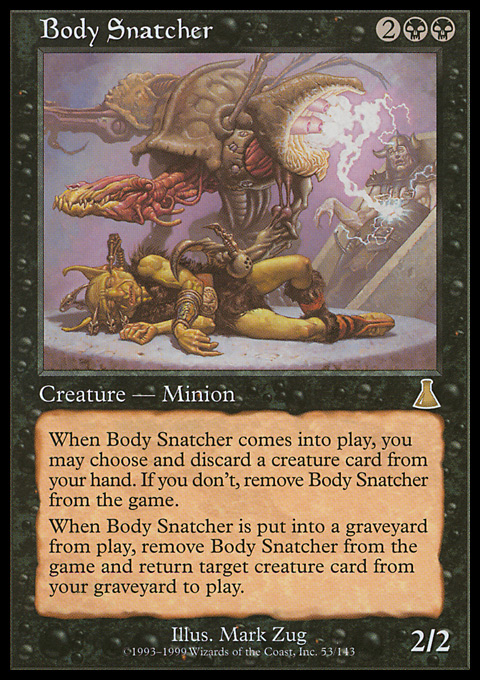 Body Snatcher 2
Creature — Minion
When Body Snatcher comes into play, you
may choose and discard a creature card from
your hand. If you don't, remove Body Snatcher
from the game.
When Body Snatcher is put into a graveyard
from play, remove Body Snatcher from the
game and return target creature card from
your graveyard to play.
Illus. Mark Zug
©1993-1999 Wizards of the Coast, Inc. 53/143
2/2